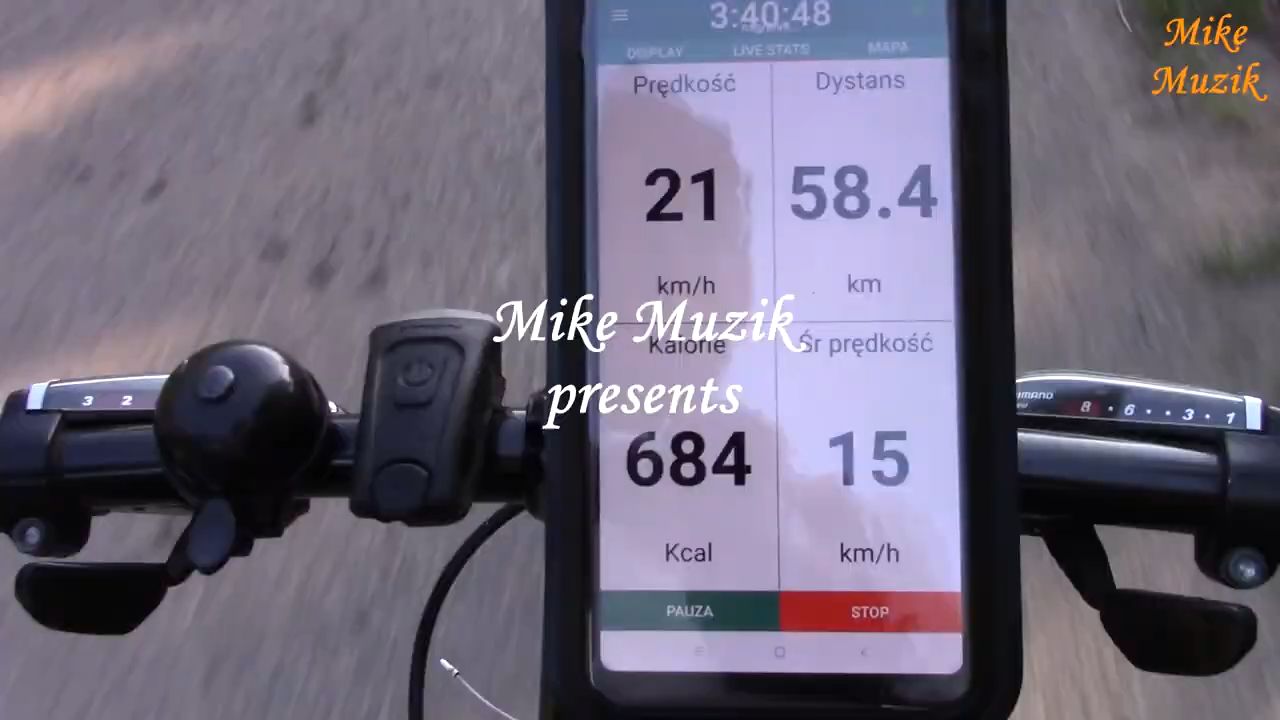 3:40:48
DISPLAY LIVE STATS MAPA
Prędkość Dystans
21 58.4
km/h km
Kalorie Śr prędkość
684 15
Kcal km/h
PAUZA STOP
Mike Muzik
presents
Mike
Muzik
3 2
8 · 6 · · 3 · 1